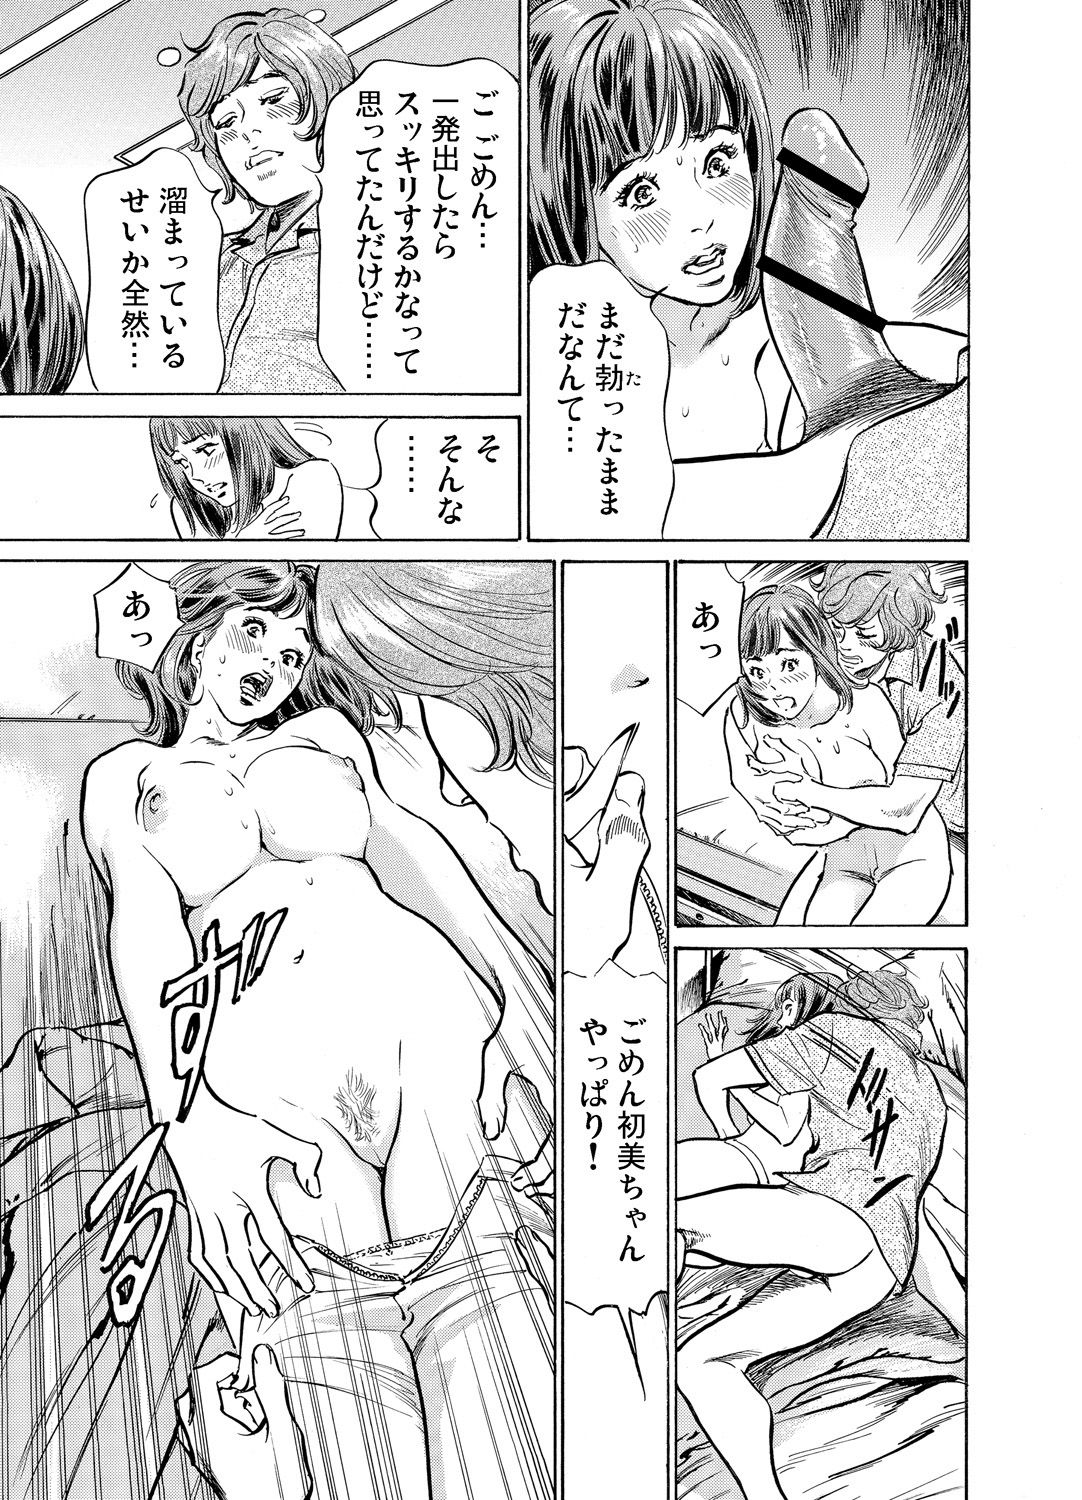 まだ勃ったまま
だなんて…
た
ご ごめん…
一発出したら
スッキリするかなって
思ってたんだけど……
溜まっている
せいか全然…
そ
そんな
……
あっ
ごめん初美ちゃん
やっぱり！
あっ
ずる